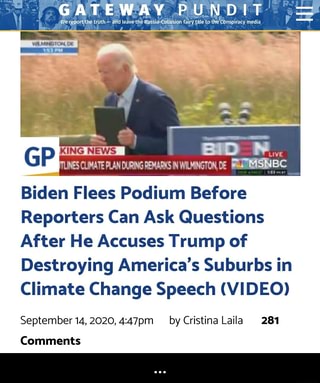 GATEWAY PUNDIT
We report the truth — and leave the Russia-Collusion fairy tale to the Conspiracy media
WILMINGTON, DE
1:53 PM
GP
KING NEWS
LIVE
BIDEN
MSNBC
TLINES CLIMATE PLAN DURING REMARKS IN WILMINGTON, DE
Biden Flees Podium Before
Reporters Can Ask Questions
After He Accuses Trump of
Destroying America's Suburbs in
Climate Change Speech (VIDEO)
September 14, 2020, 4:47pm by Cristina Laila 281
Comments
...